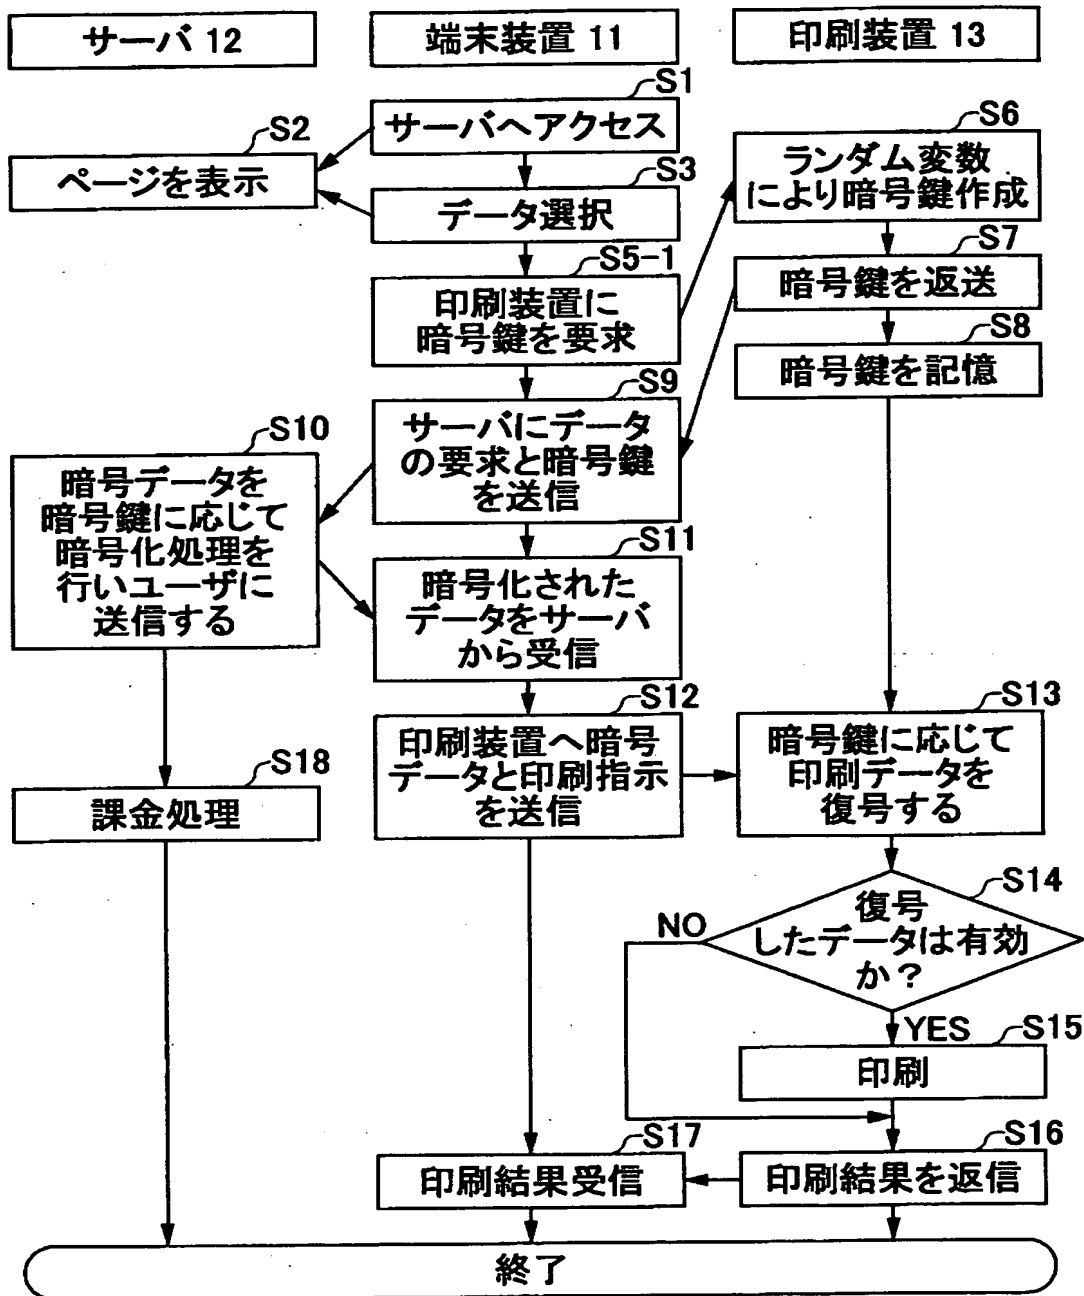 サーバ 12
端末装置 11
印刷装置 13
S1
サーバへアクセス
S2
ページを表示
S3
データ選択
S5-1
印刷装置に
暗号鍵を要求
S6
ランダム変数
により暗号鍵作成
S7
暗号鍵を返送
S8
暗号鍵を記憶
S9
サーバにデータ
の要求と暗号鍵
を送信
S10
暗号データを
暗号鍵に応じて
暗号化処理を
行いユーザに
送信する
S11
暗号化された
データをサーバ
から受信
S12
印刷装置へ暗号
データと印刷指示
を送信
S13
暗号鍵に応じて
印刷データを
復号する
S18
課金処理
S14
復号
したデータは有効
か?
NO
YES
S15
印刷
S16
印刷結果を返信
S17
印刷結果受信
終了